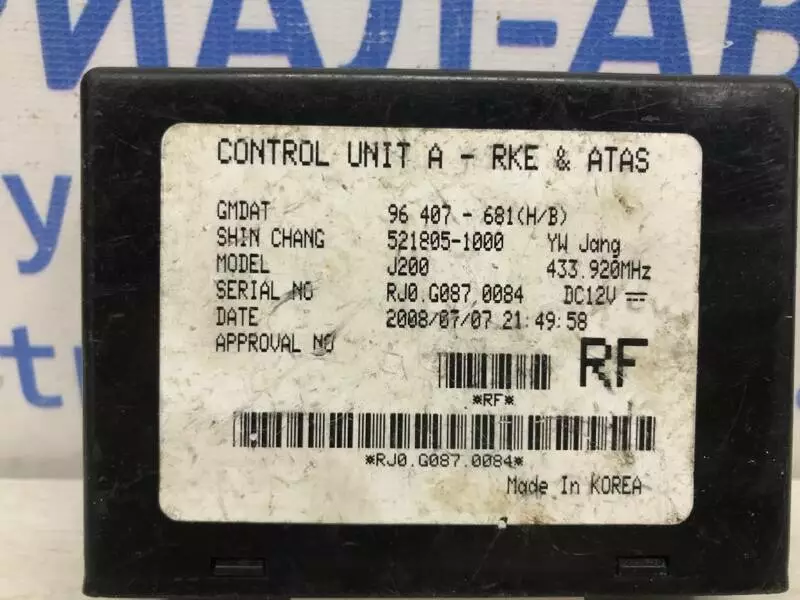 РИАЛ-АВ
CONTROL UNIT A - RKE & ATAS
GMDAT 96 407 - 681(H/B)
SHIN CHANG 521805-1000 YW Jang
MODEL J200 433.920MHz
SERIAL NO RJ0.G087.0084 DC12V
DATE 2008/07/07 21:49:58
APPROVAL NO
RF
*RF*
*RJ0.G087.0084*
Made In KOREA